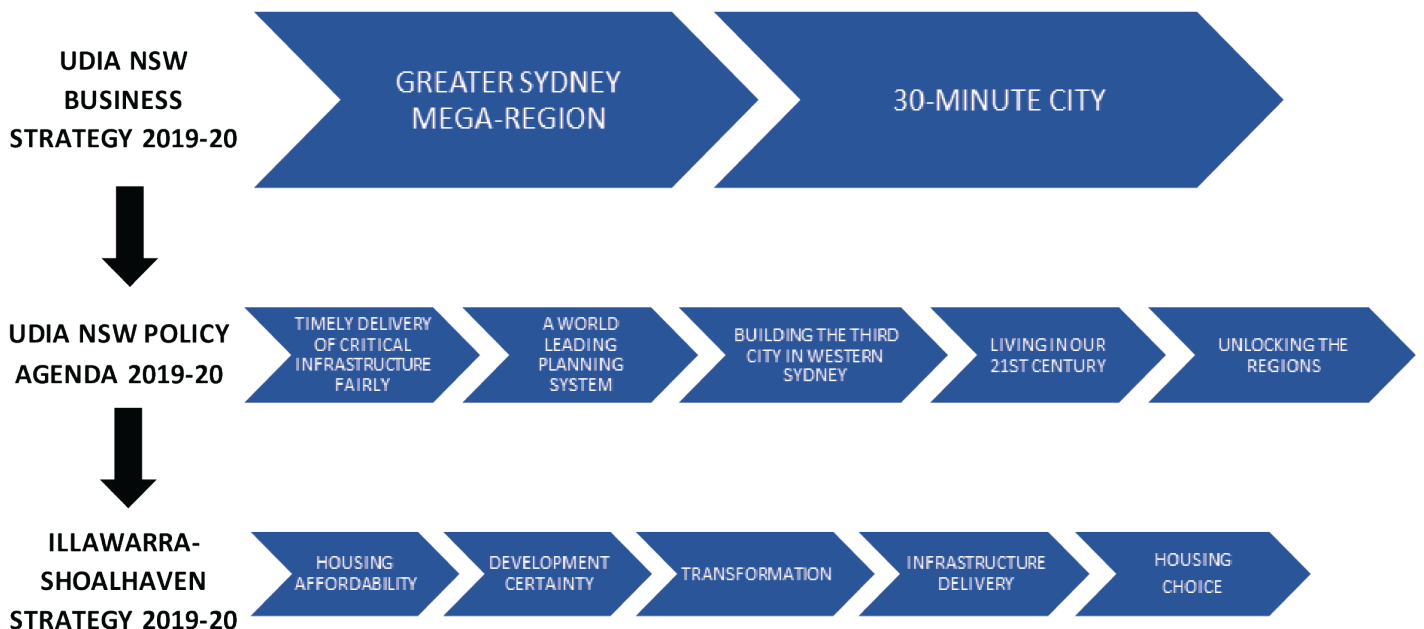 UDIA NSW
BUSINESS
STRATEGY 2019-20
GREATER SYDNEY
MEGA-REGION
30-MINUTE CITY
UDIA NSW POLICY
AGENDA 2019-20
TIMELY DELIVERY
OF CRITICAL
INFRASTRUCTURE
FAIRLY
A WORLD
LEADING
PLANNING
SYSTEM
BUILDING THE THIRD
CITY IN WESTERN
SYDNEY
LIVING IN OUR
21ST CENTURY
UNLOCKING THE
REGIONS
ILLAWARRA-
SHOALHAVEN
STRATEGY 2019-20
HOUSING
AFFORDABILITY
DEVELOPMENT
CERTAINTY
TRANSFORMATION
INFRASTRUCTURE
DELIVERY
HOUSING
CHOICE